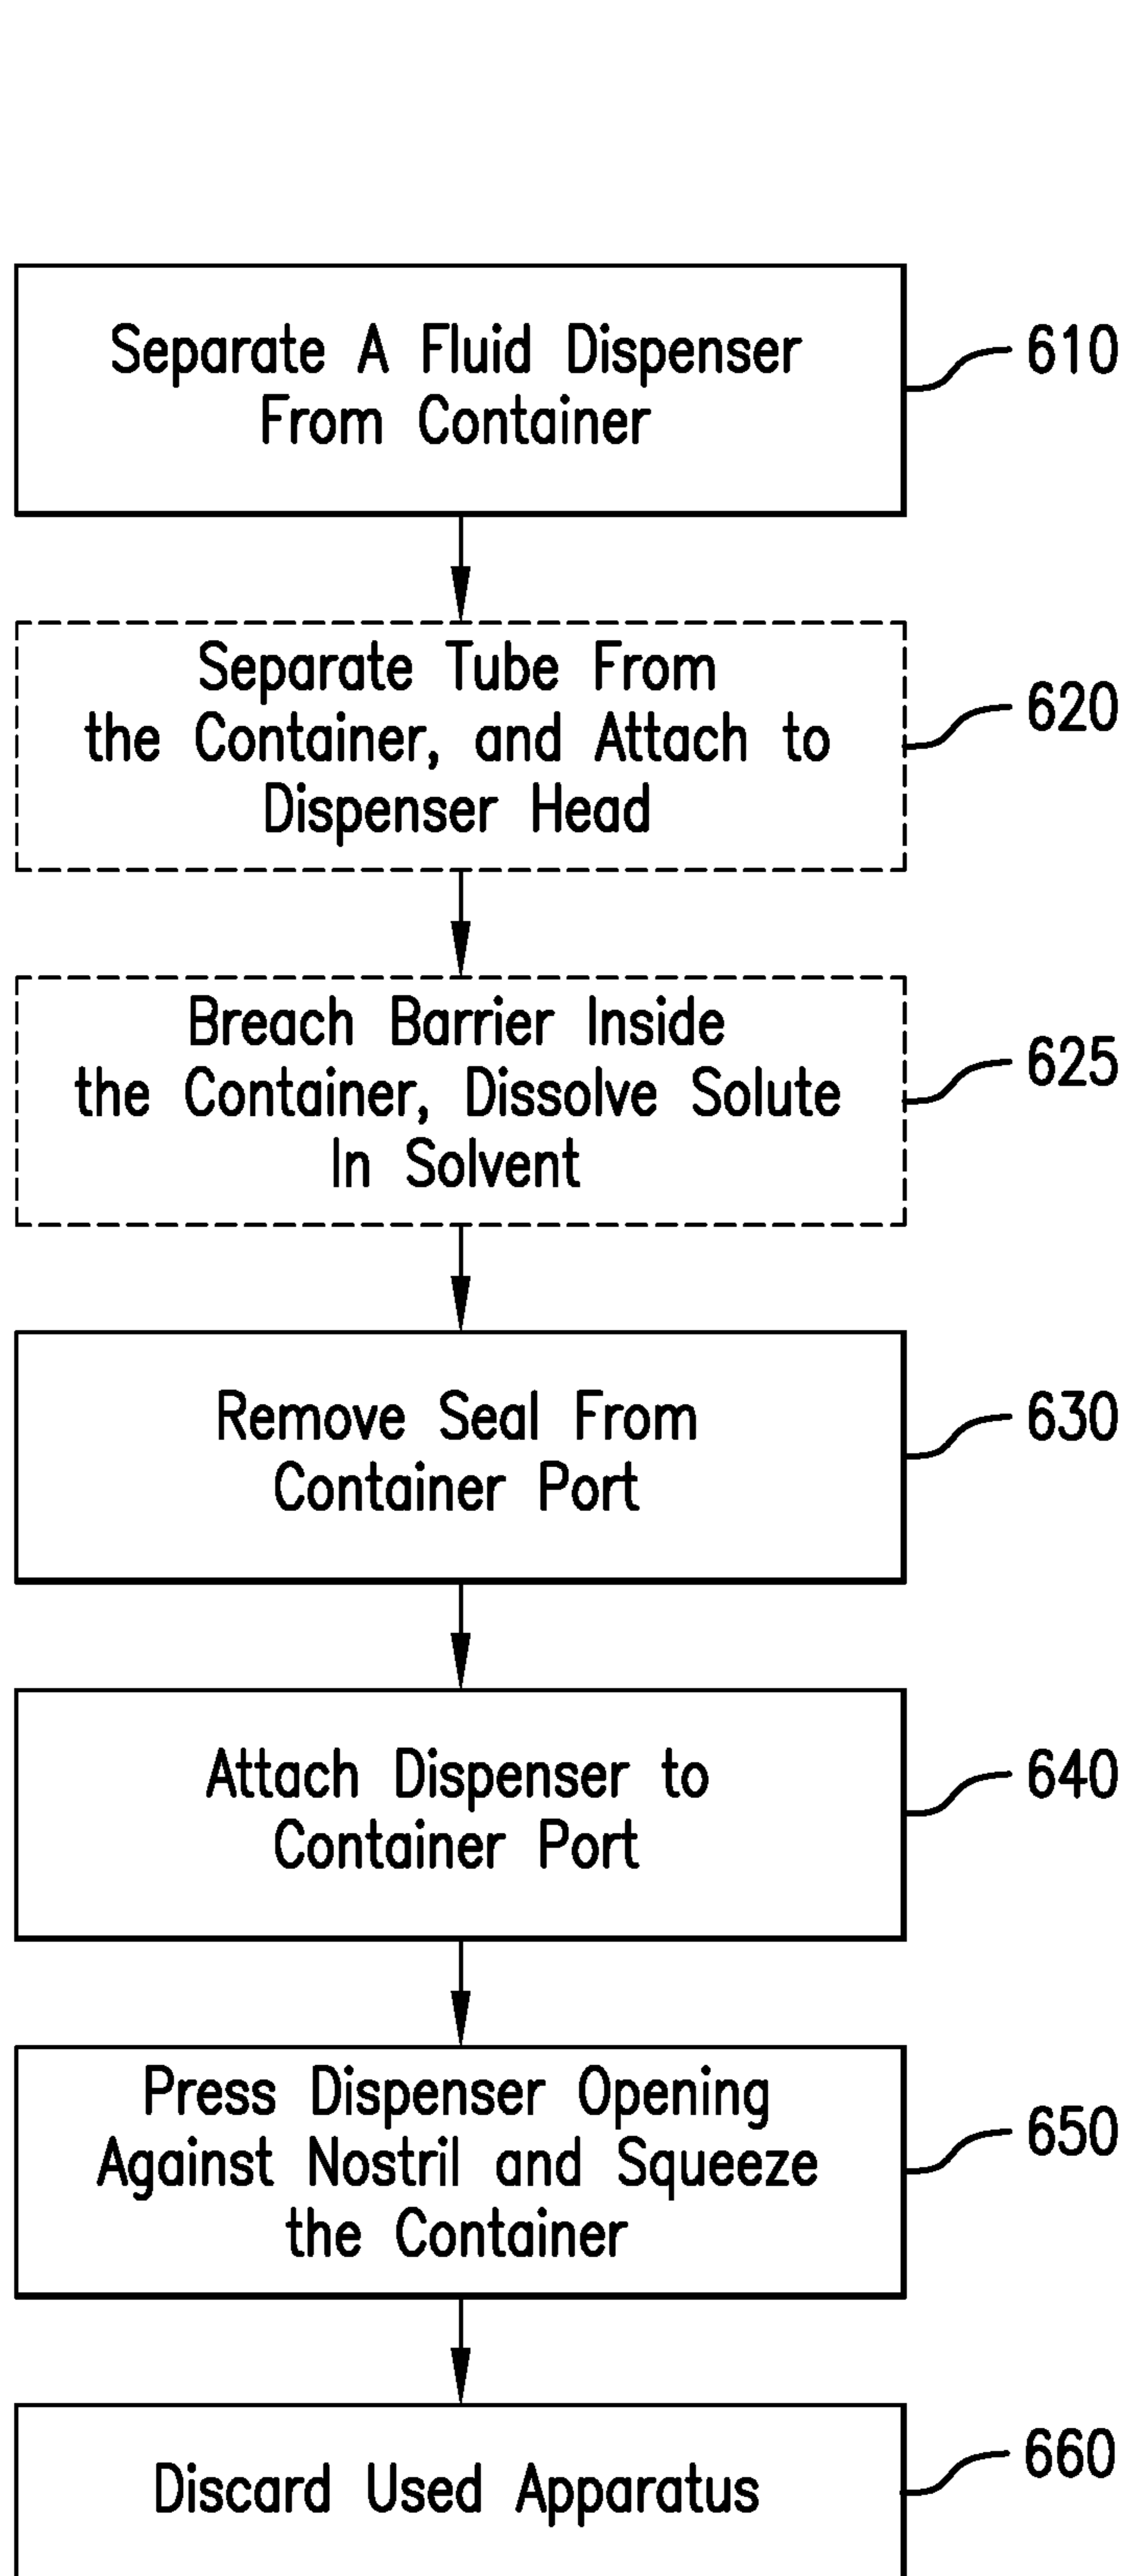 Separate A Fluid Dispenser
From Container
610
Separate Tube From
the Container, and Attach to
Dispenser Head
620
Breach Barrier Inside
the Container, Dissolve Solute
In Solvent
625
Remove Seal From
Container Port
630
Attach Dispenser to
Container Port
640
Press Dispenser Opening
Against Nostril and Squeeze
the Container
650
Discard Used Apparatus
660